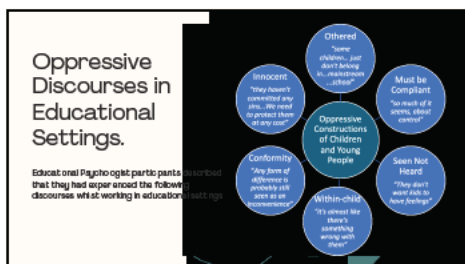 Oppressive
Discourses in
Educational
Settings.
Educational Psychologist participants described
that they had experienced the following
discourses whilst working in educational settings
Othered
"some
children... just
don't belong
in...mainstream
...school"
Must be
Compliant
"so much of it
seems, about
control"
Seen Not
Heard
"They don't
want kids to
have feelings"
Within-child
"it's almost like
there's
something
wrong with
them"
Conformity
"Any form of
difference is
probably still
seen as an
inconvenience"
Innocent
"they haven't
committed any
sins...We need
to protect them
at any cost"
Oppressive
Constructions
of Children
and Young
People